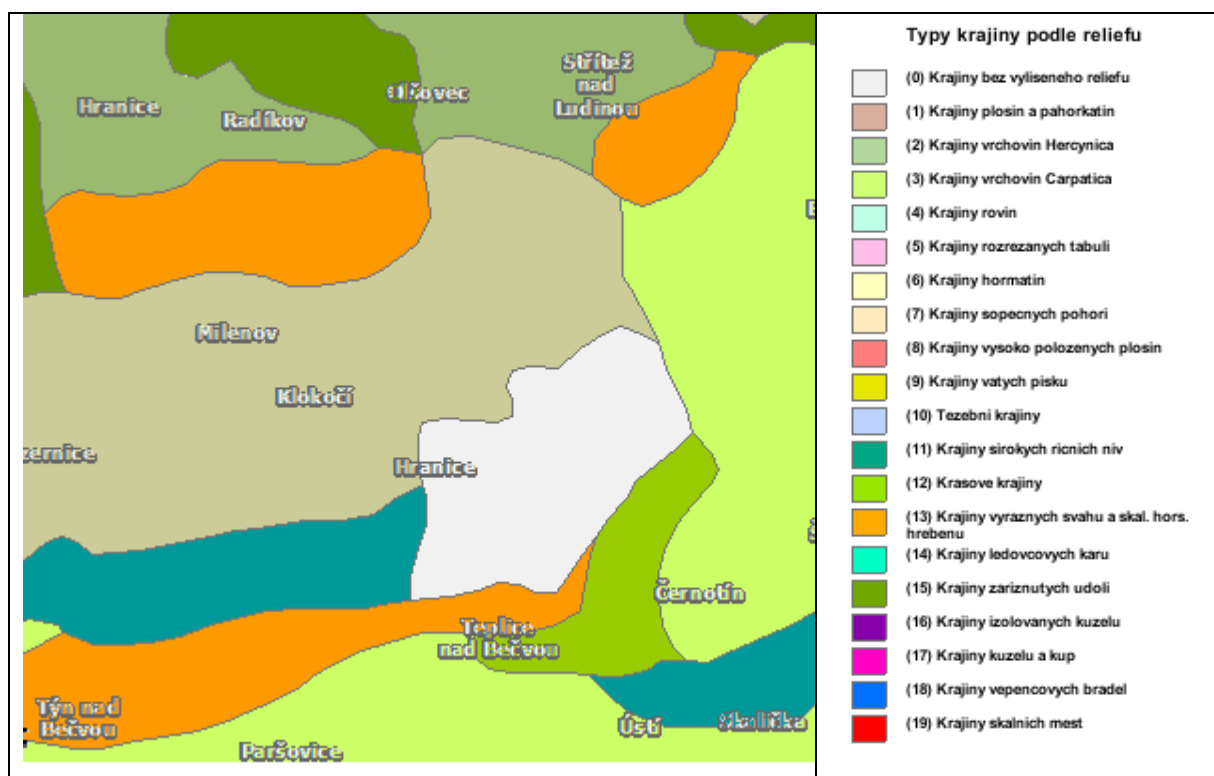 Střítež
nad
Ludinou
Olšovec
Hranice
Radíkov
Milenov
Klokočí
zernice
Hranice
Černotín
Teplice
nad Bečvou
Týn nad
Bečvou
Ústí
Skalička
Paršovice
Typy krajiny podle reliefu
(0) Krajiny bez vyliseneho reliefu
(1) Krajiny plosin a pahorkatin
(2) Krajiny vrchovin Hercynica
(3) Krajiny vrchovin Carpatica
(4) Krajiny rovin
(5) Krajiny rozrezanych tabuli
(6) Krajiny hornatin
(7) Krajiny sopecnych pohori
(8) Krajiny vysoko polozenych plosin
(9) Krajiny vatych pisku
(10) Tezebni krajiny
(11) Krajiny sirokych ricnich niv
(12) Krasove krajiny
(13) Krajiny vyraznych svahu a skal. hors.
hrebenu
(14) Krajiny ledovcovych karu
(15) Krajiny zariznutych udoli
(16) Krajiny izolovanych kuzelu
(17) Krajiny kuzelu a kup
(18) Krajiny vepencovych bradel
(19) Krajiny skalnich mest